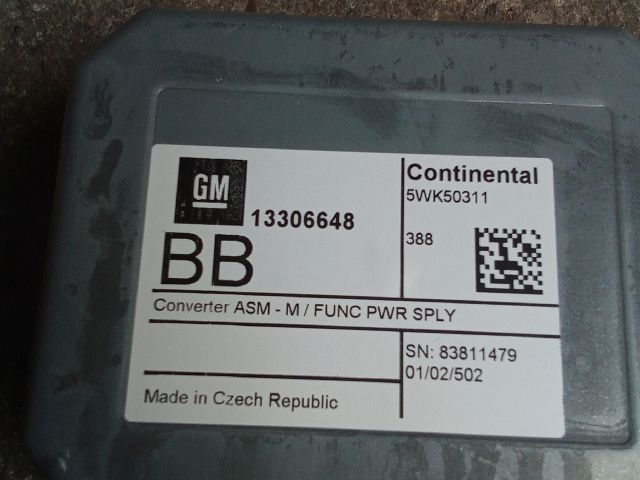 GM
13306648
BB
Continental
5WK50311
388
Converter ASM - M / FUNC PWR SPLY
SN: 83811479
01/02/502
Made in Czech Republic